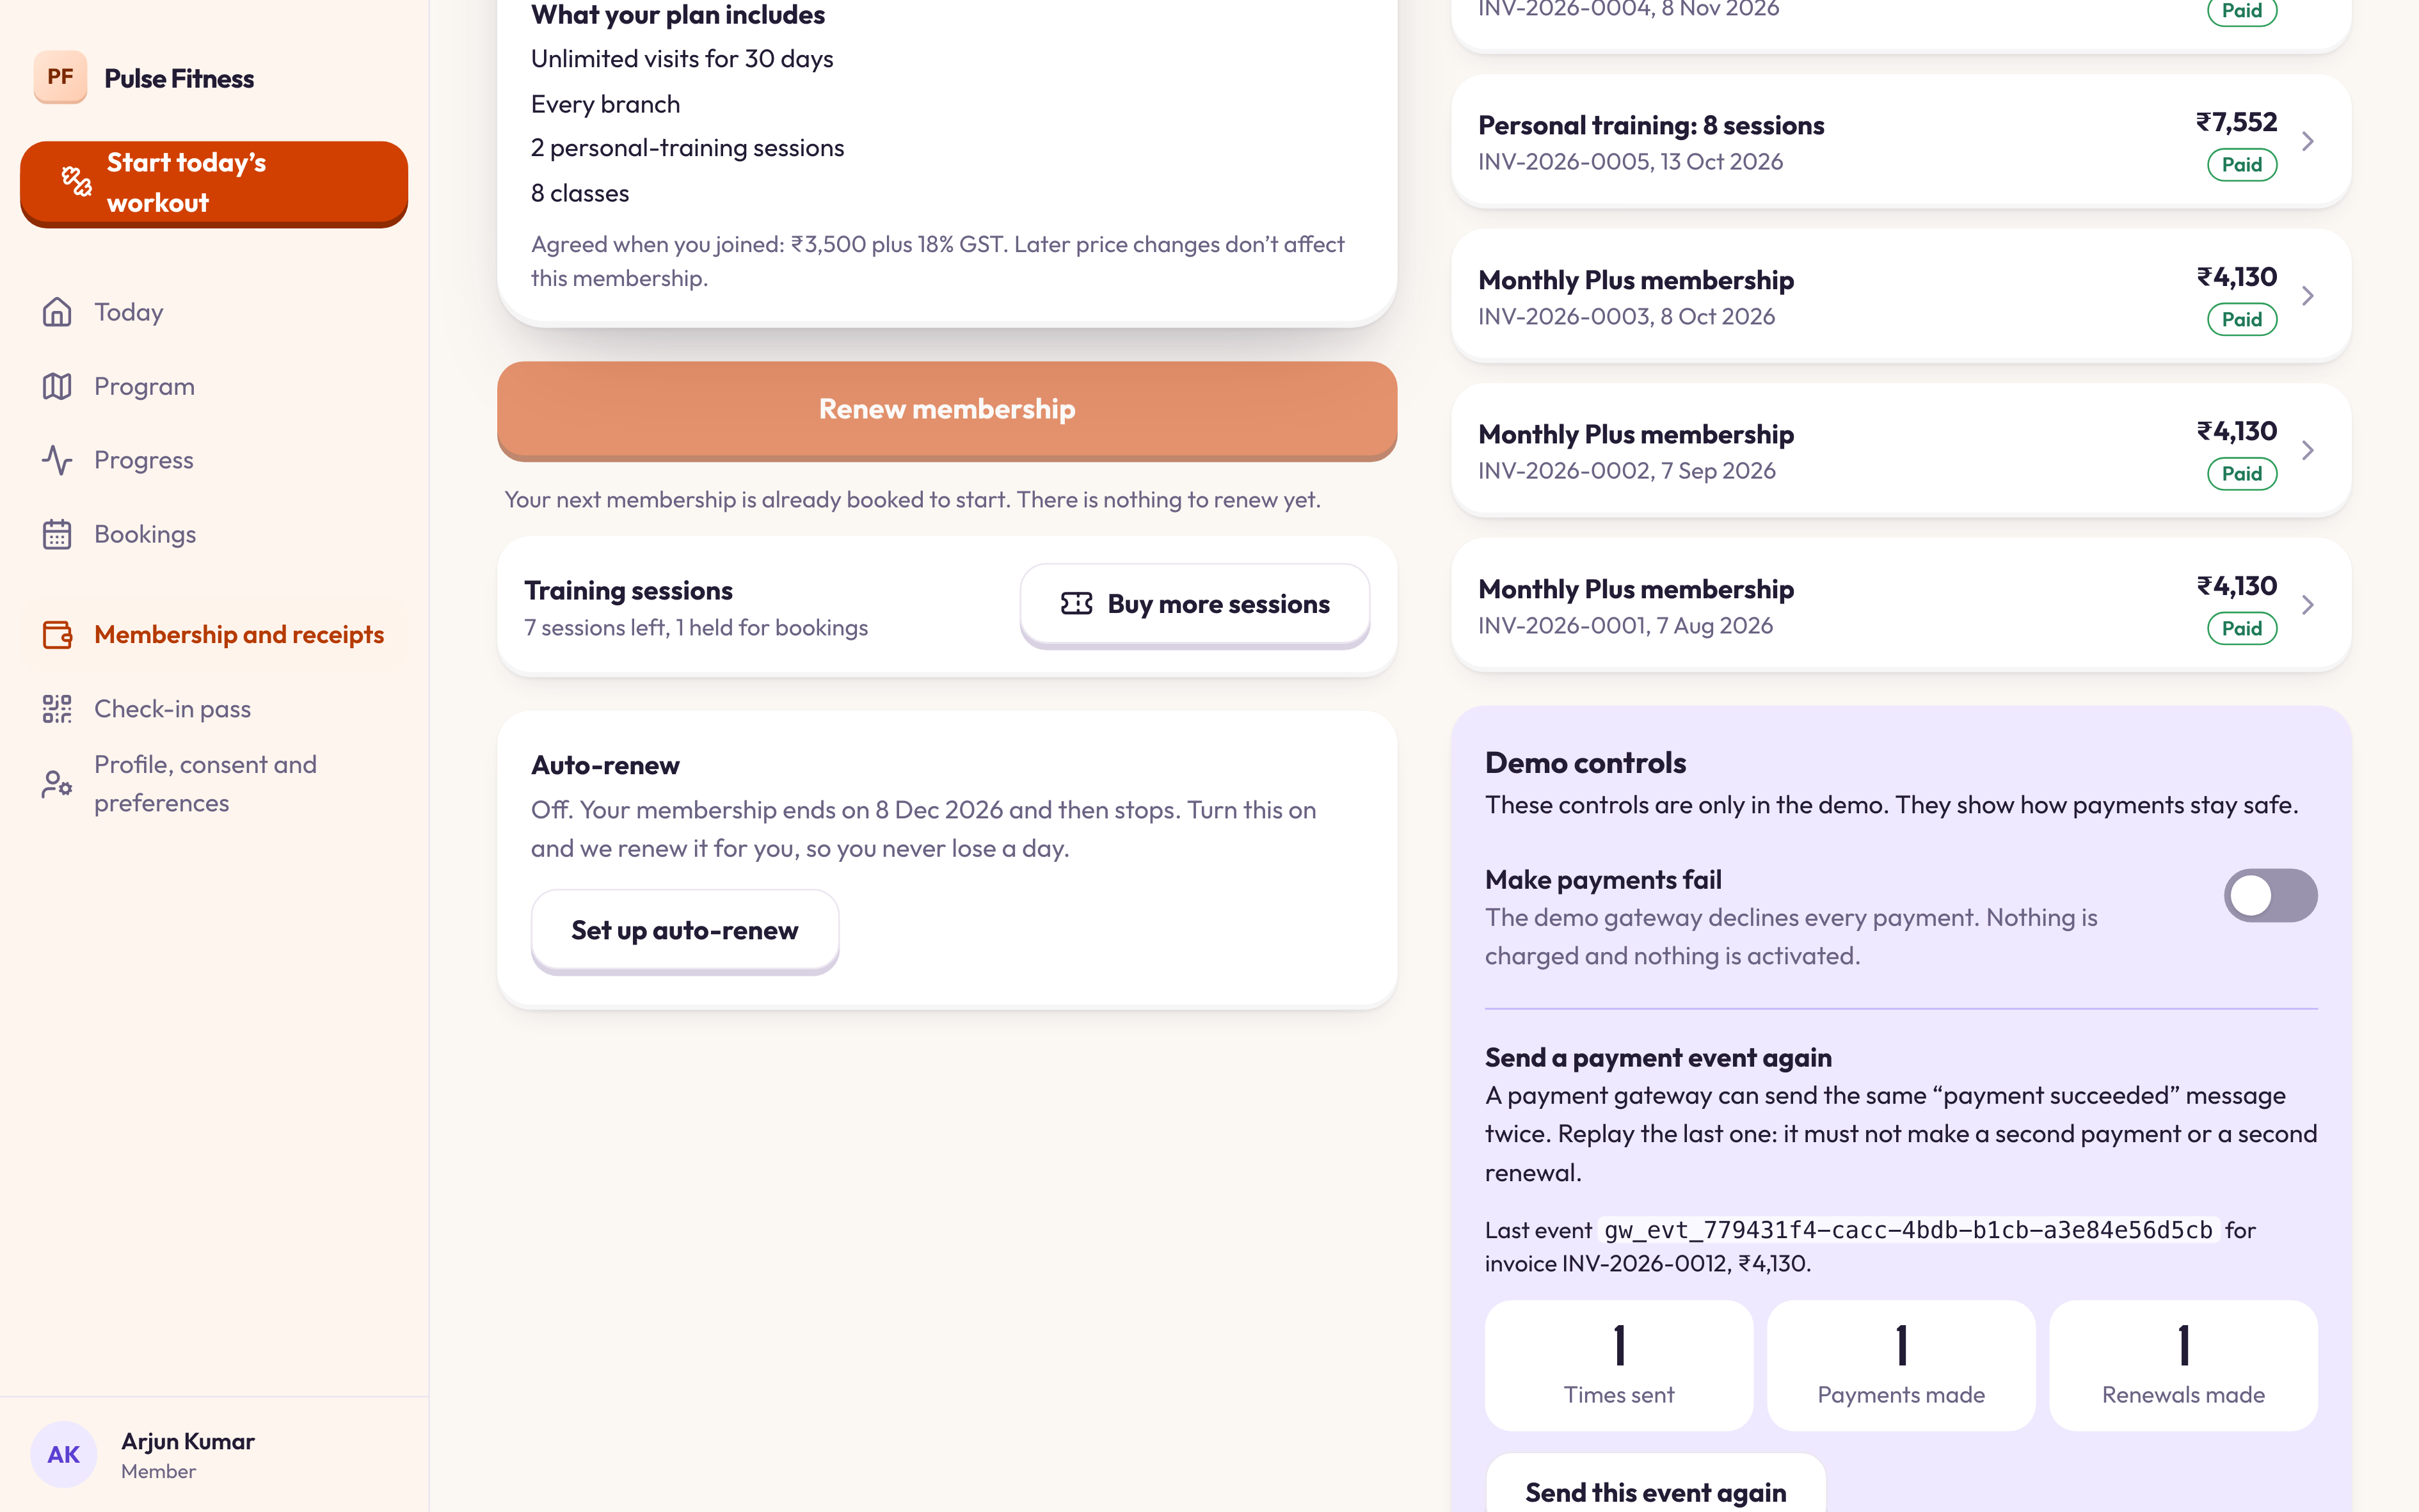 PF
Pulse Fitness
Start today’s
workout
Today
Program
Progress
Bookings
Membership and receipts
Check-in pass
Profile, consent and
preferences
AK
Arjun Kumar
Member
What your plan includes
Unlimited visits for 30 days
Every branch
2 personal-training sessions
8 classes
Agreed when you joined: ₹3,500 plus 18% GST. Later price changes don’t affect
this membership.
Renew membership
Your next membership is already booked to start. There is nothing to renew yet.
Training sessions
7 sessions left, 1 held for bookings
Buy more sessions
Auto-renew
Off. Your membership ends on 8 Dec 2026 and then stops. Turn this on
and we renew it for you, so you never lose a day.
Set up auto-renew
INV-2026-0004, 8 Nov 2026
Paid
Personal training: 8 sessions
₹7,552
INV-2026-0005, 13 Oct 2026
Paid
Monthly Plus membership
₹4,130
INV-2026-0003, 8 Oct 2026
Paid
Monthly Plus membership
₹4,130
INV-2026-0002, 7 Sep 2026
Paid
Monthly Plus membership
₹4,130
INV-2026-0001, 7 Aug 2026
Paid
Demo controls
These controls are only in the demo. They show how payments stay safe.
Make payments fail
The demo gateway declines every payment. Nothing is
charged and nothing is activated.
Send a payment event again
A payment gateway can send the same “payment succeeded” message
twice. Replay the last one: it must not make a second payment or a second
renewal.
Last event gw_evt_779431f4-cacc-4bdb-b1cb-a3e84e56d5cb for
invoice INV-2026-0012, ₹4,130.
1
Times sent
1
Payments made
1
Renewals made
Send this event again